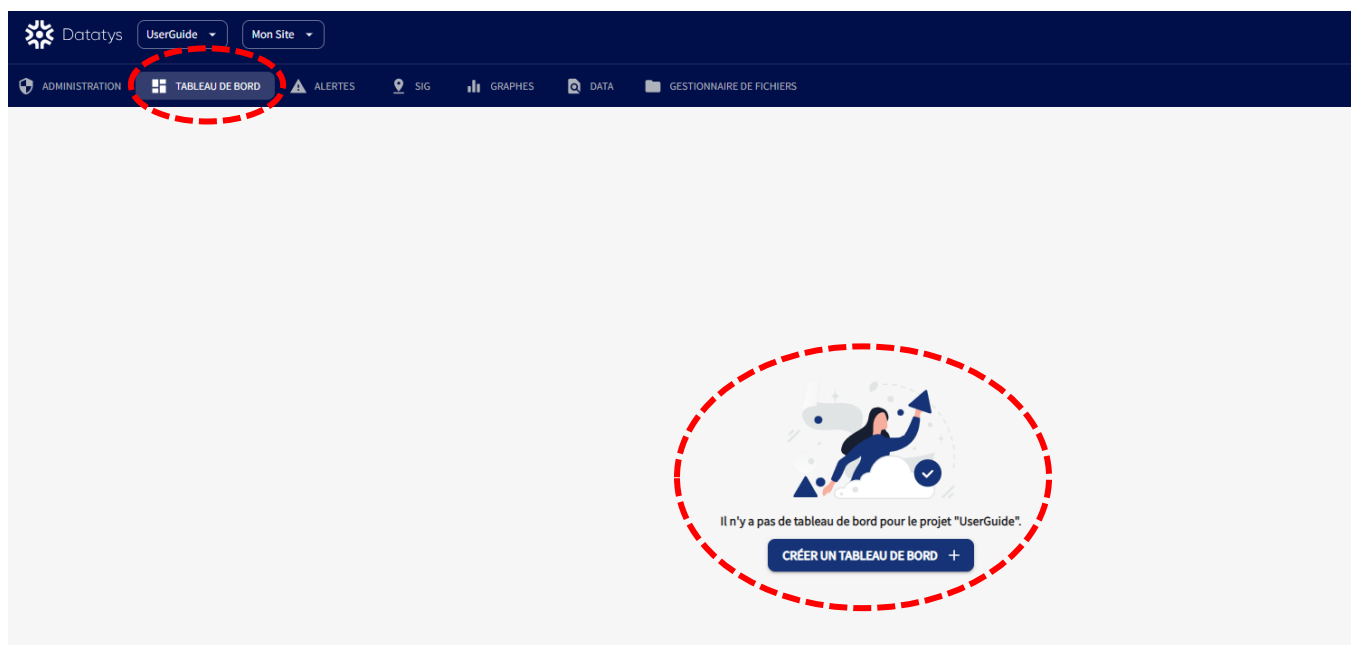 Datatys UserGuide Mon Site
ADMINISTRATION TABLEAU DE BORD ALERTES SIG GRAPHES DATA GESTIONNAIRE DE FICHIERS
Il n'y a pas de tableau de bord pour le projet "UserGuide".
CRÉER UN TABLEAU DE BORD +